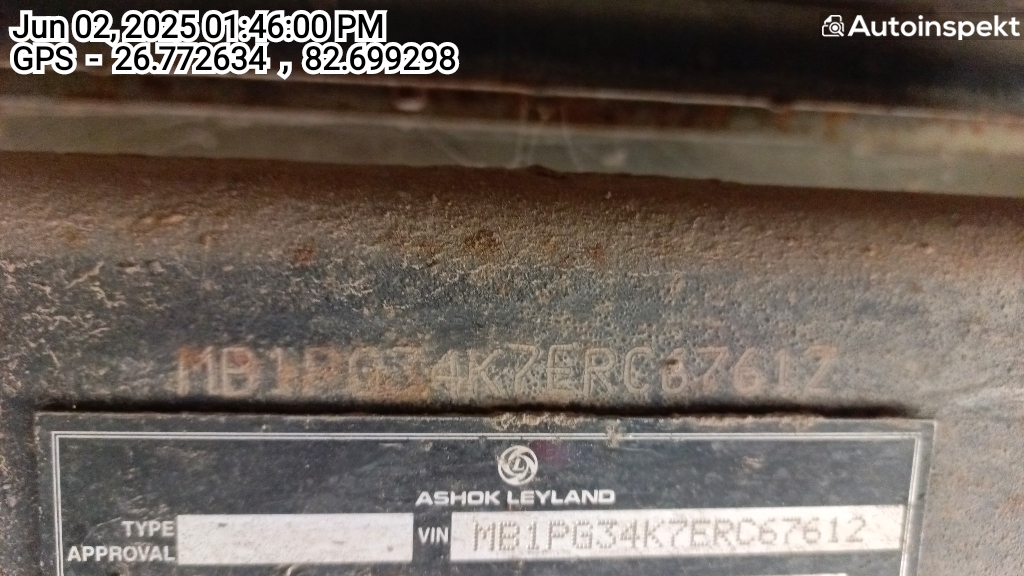 Jun 02, 2025 01:46:00 PM
GPS - 26.772634 , 82.699298
Autoinspekt
MB1PG34K7ERC67612
ASHOK LEYLAND
TYPE APPROVAL
VIN MB1PG34K7ERC67612